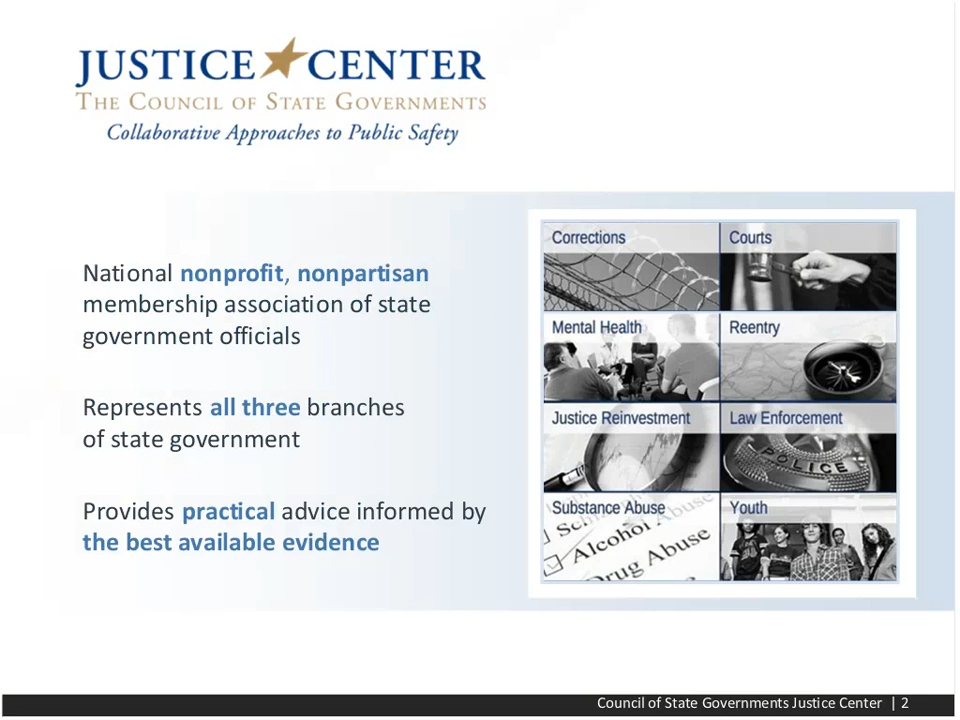 JUSTICE CENTER
THE COUNCIL OF STATE GOVERNMENTS
Collaborative Approaches to Public Safety
National nonprofit, nonpartisan
membership association of state
government officials
Represents all three branches
of state government
Provides practical advice informed by
the best available evidence
Corrections
Courts
Mental Health
Reentry
Justice Reinvestment
Law Enforcement
POLICE
Substance Abuse
Abuse
Alcohol
Drug Abuse
Youth
Council of State Governments Justice Center | 2